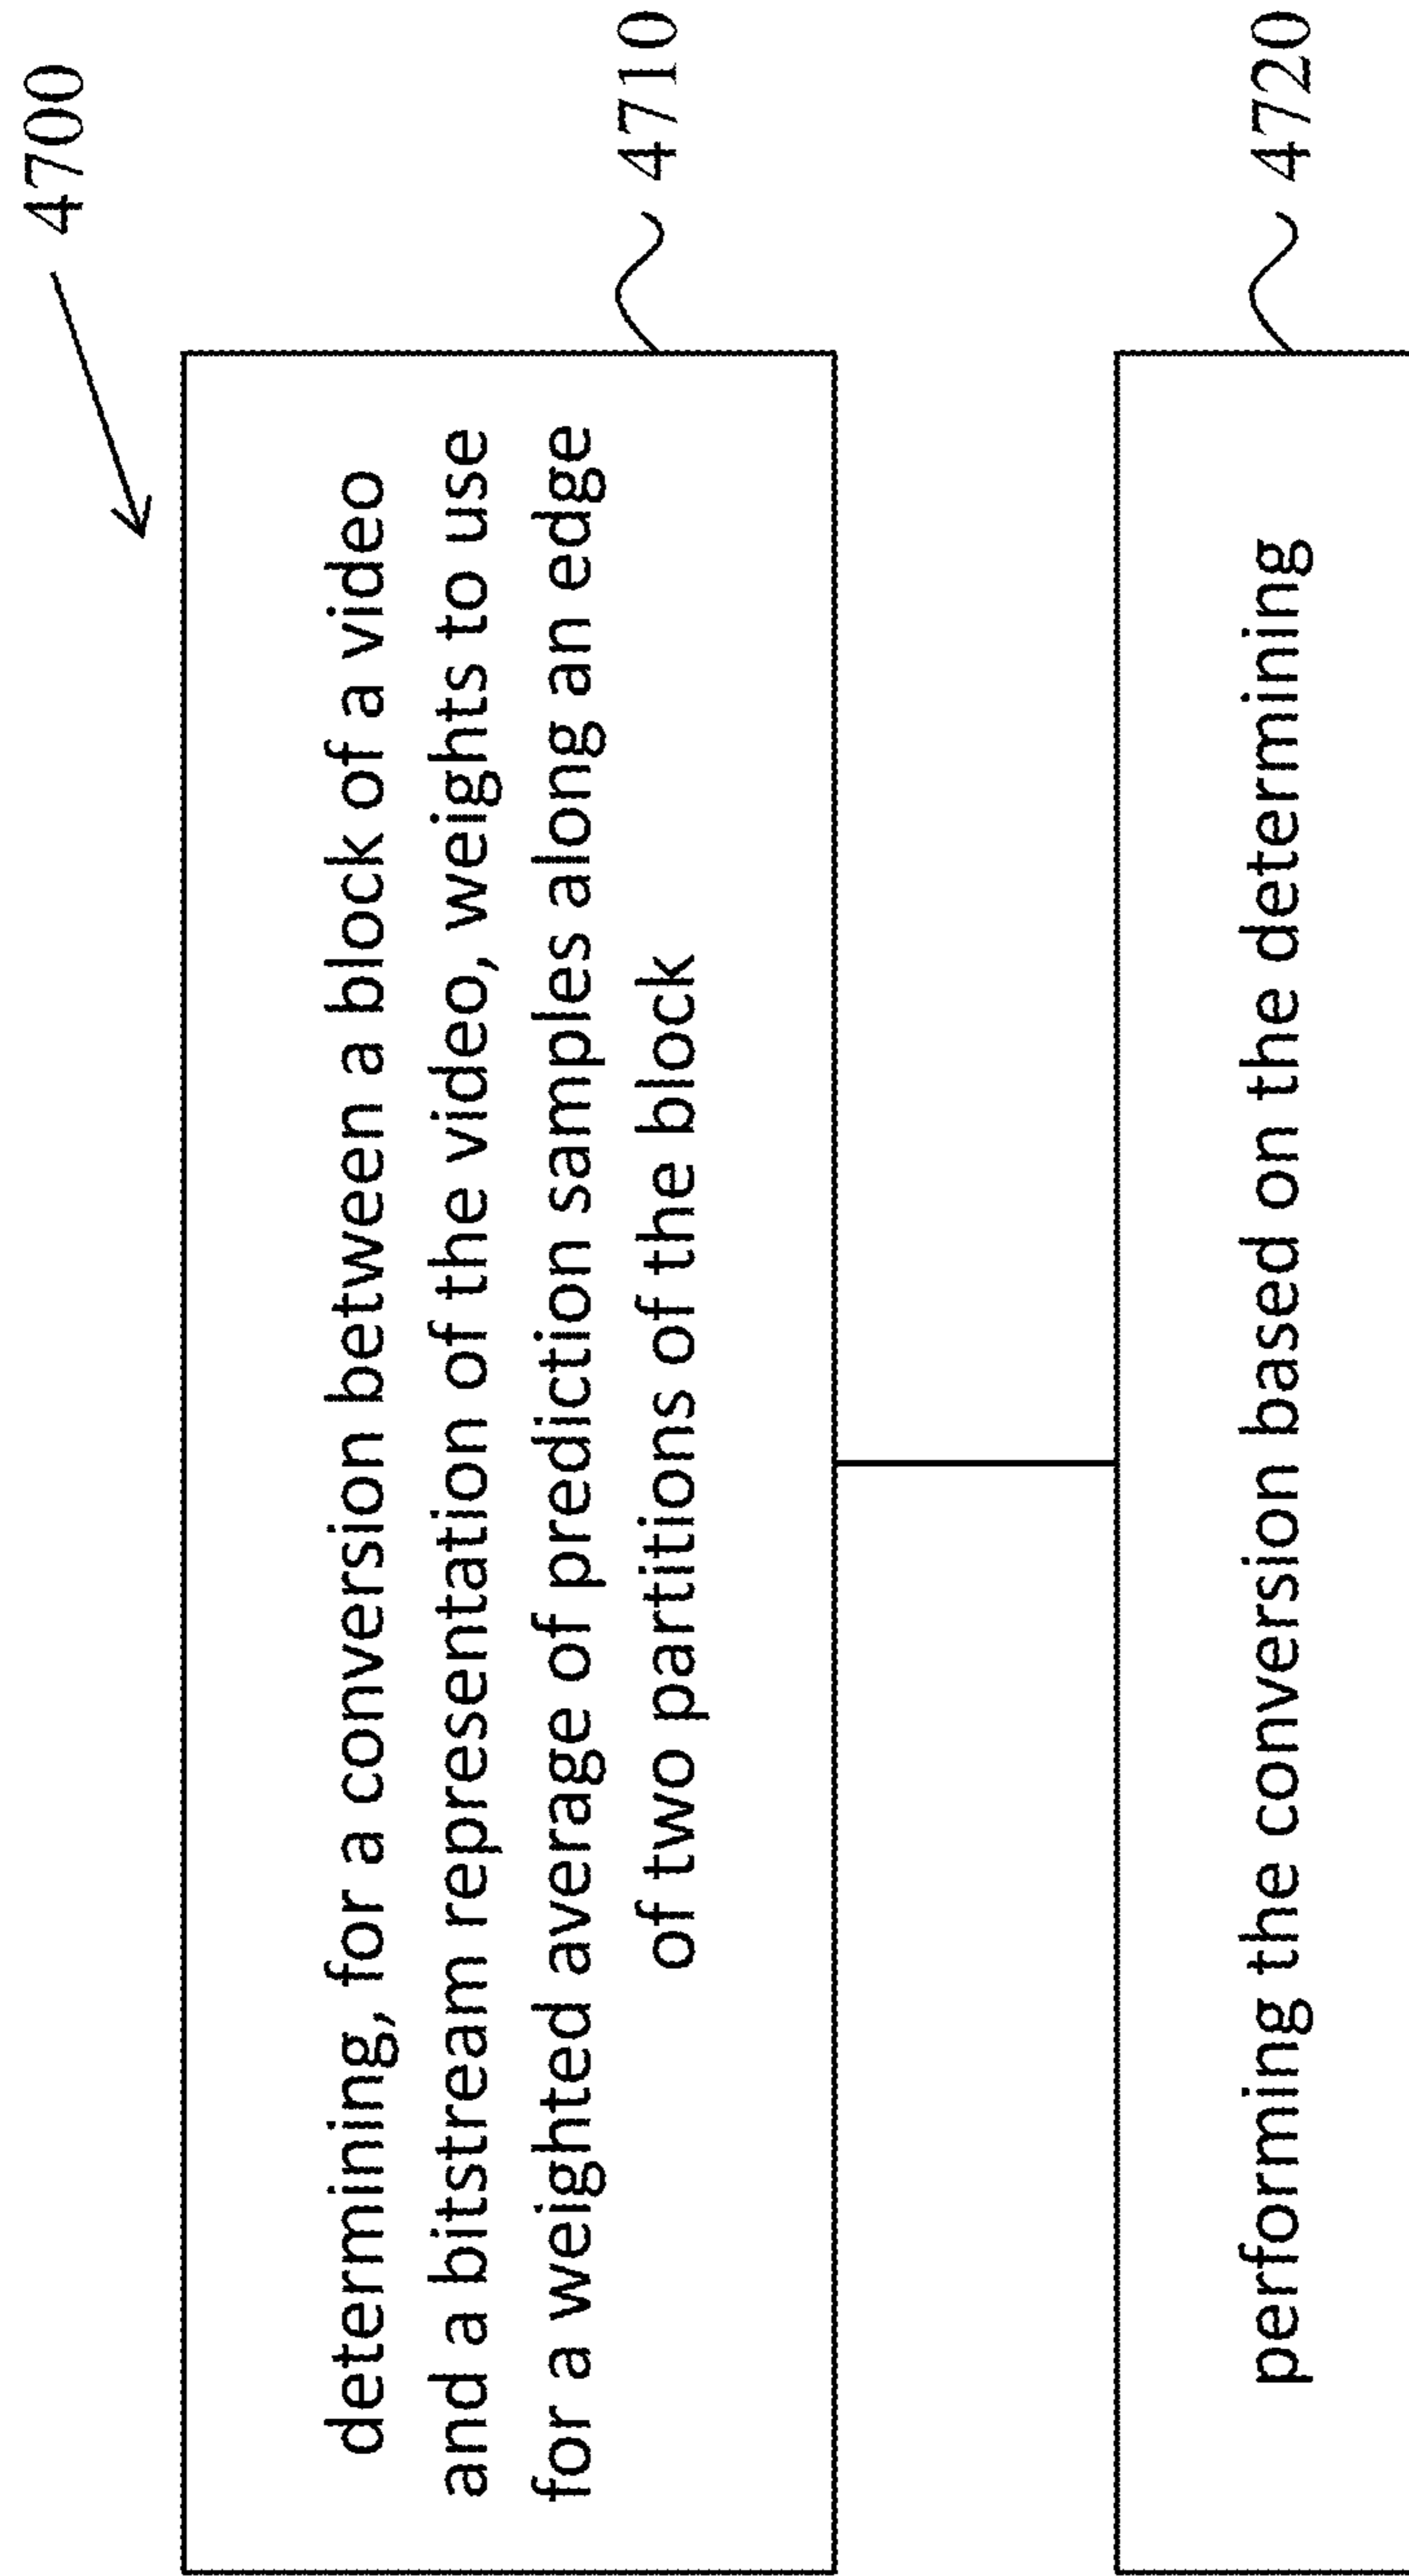 4700
determining, for a conversion between a block of a video
and a bitstream representation of the video, weights to use
for a weighted average of prediction samples along an edge
of two partitions of the block
4710
performing the conversion based on the determining
4720